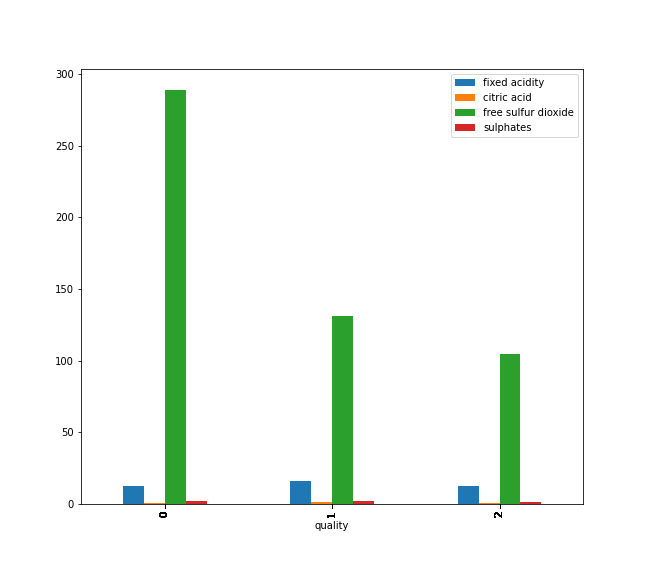 300
250
200
150
100
50
0
fixed acidity
citric acid
free sulfur dioxide
sulphates
0
1
2
quality